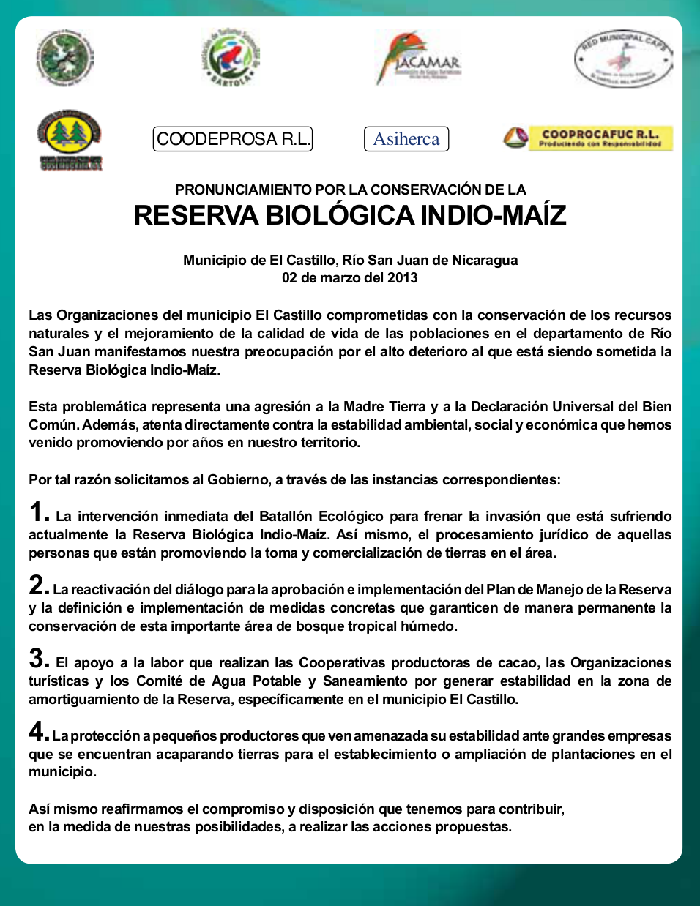 BARTOLA
JACAMAR
RED MUNICIPAL CAPS
COODEPROSA R.L.
Asiherca
COOPROCAFUC R.L.
Produciendo con Responsabilidad
PRONUNCIAMIENTO POR LA CONSERVACIÓN DE LA
RESERVA BIOLÓGICA INDIO-MAÍZ
Municipio de El Castillo, Río San Juan de Nicaragua
02 de marzo del 2013
Las Organizaciones del municipio El Castillo comprometidas con la conservación de los recursos
naturales y el mejoramiento de la calidad de vida de las poblaciones en el departamento de Río
San Juan manifestamos nuestra preocupación por el alto deterioro al que está siendo sometida la
Reserva Biológica Indio-Maíz.
Esta problemática representa una agresión a la Madre Tierra y a la Declaración Universal del Bien
Común. Además, atenta directamente contra la estabilidad ambiental, social y económica que hemos
venido promoviendo por años en nuestro territorio.
Por tal razón solicitamos al Gobierno, a través de las instancias correspondientes:
1. La intervención inmediata del Batallón Ecológico para frenar la invasión que está sufriendo
actualmente la Reserva Biológica Indio-Maíz. Así mismo, el procesamiento jurídico de aquellas
personas que están promoviendo la toma y comercialización de tierras en el área.
2. La reactivación del diálogo para la aprobación e implementación del Plan de Manejo de la Reserva
y la definición e implementación de medidas concretas que garanticen de manera permanente la
conservación de esta importante área de bosque tropical húmedo.
3. El apoyo a la labor que realizan las Cooperativas productoras de cacao, las Organizaciones
turísticas y los Comité de Agua Potable y Saneamiento por generar estabilidad en la zona de
amortiguamiento de la Reserva, específicamente en el municipio El Castillo.
4. La protección a pequeños productores que ven amenazada su estabilidad ante grandes empresas
que se encuentran acaparando tierras para el establecimiento o ampliación de plantaciones en el
municipio.
Así mismo reafirmamos el compromiso y disposición que tenemos para contribuir,
en la medida de nuestras posibilidades, a realizar las acciones propuestas.